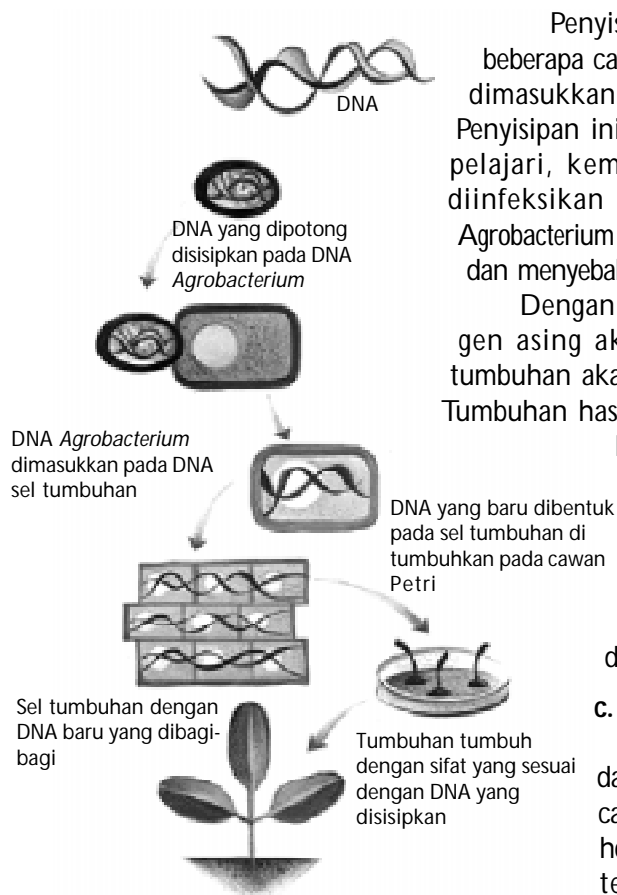 DNA
DNA yang dipotong
disisipkan pada DNA
Agrobacterium
DNA Agrobacterium
dimasukkan pada DNA
sel tumbuhan
DNA yang baru dibentuk
pada sel tumbuhan di
tumbuhkan pada cawan
Petri
Sel tumbuhan dengan
DNA baru yang dibagi-
bagi
Tumbuhan tumbuh
dengan sifat yang sesuai
dengan DNA yang
disisipkan
Penyis
beberapa ca
dimasukkan
Penyisipan ini
pelajari, kem
diinfeksikan
Agrobacterium
dan menyeba
Dengan
gen asing ak
tumbuhan aka
Tumbuhan has
d
c.
da
ca
he
te